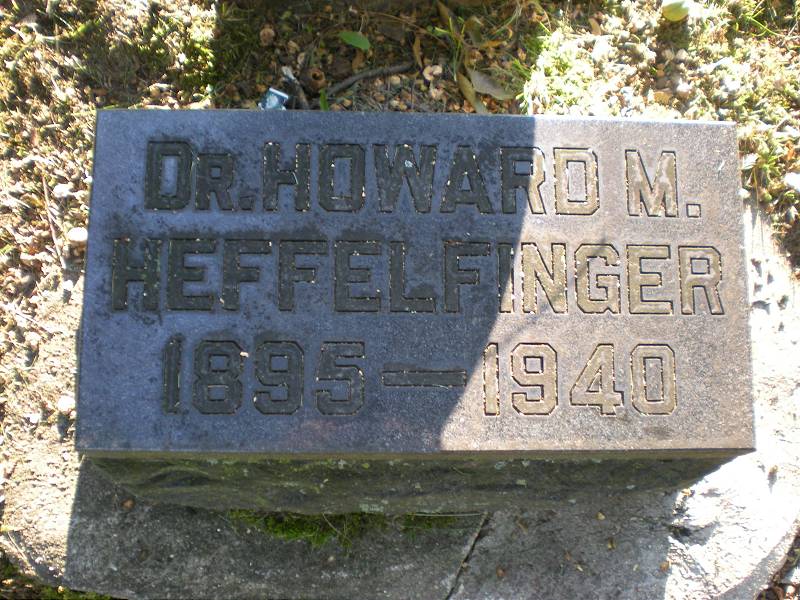 Dr. Howard M.
Heffelfinger
1895—1940